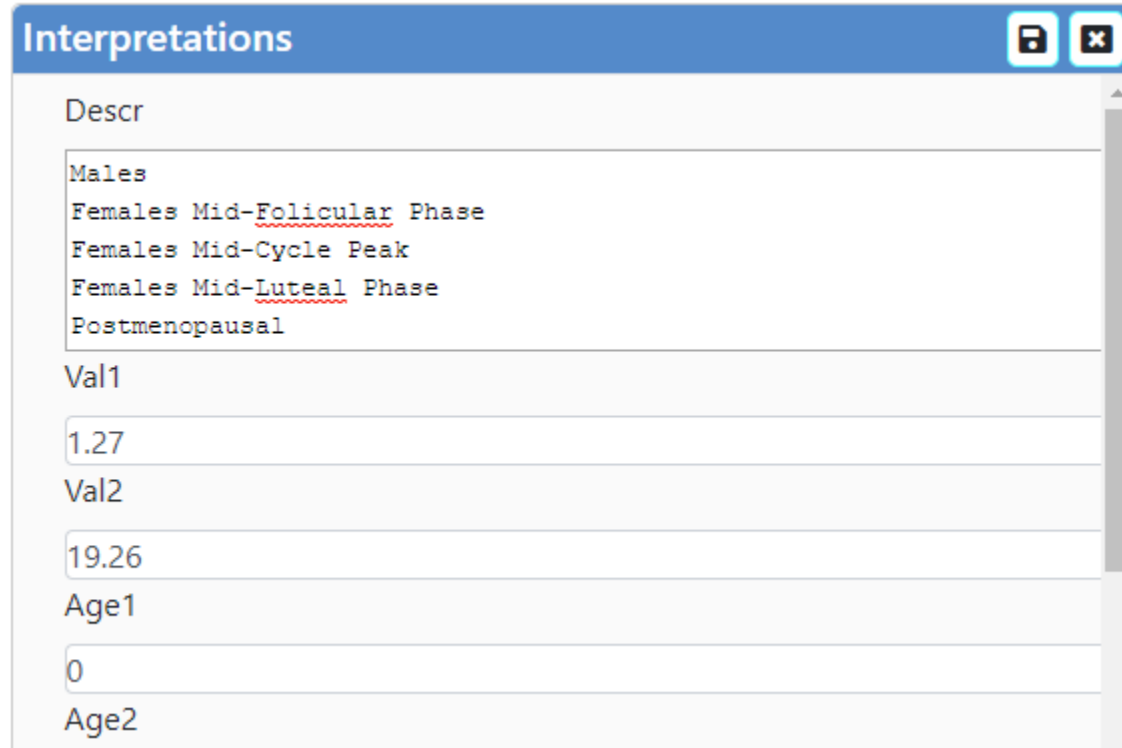 Interpretations
Descr
Males
Females Mid-Folicular Phase
Females Mid-Cycle Peak
Females Mid-Luteal Phase
Postmenopausal
Val1
1.27
Val2
19.26
Age1
0
Age2